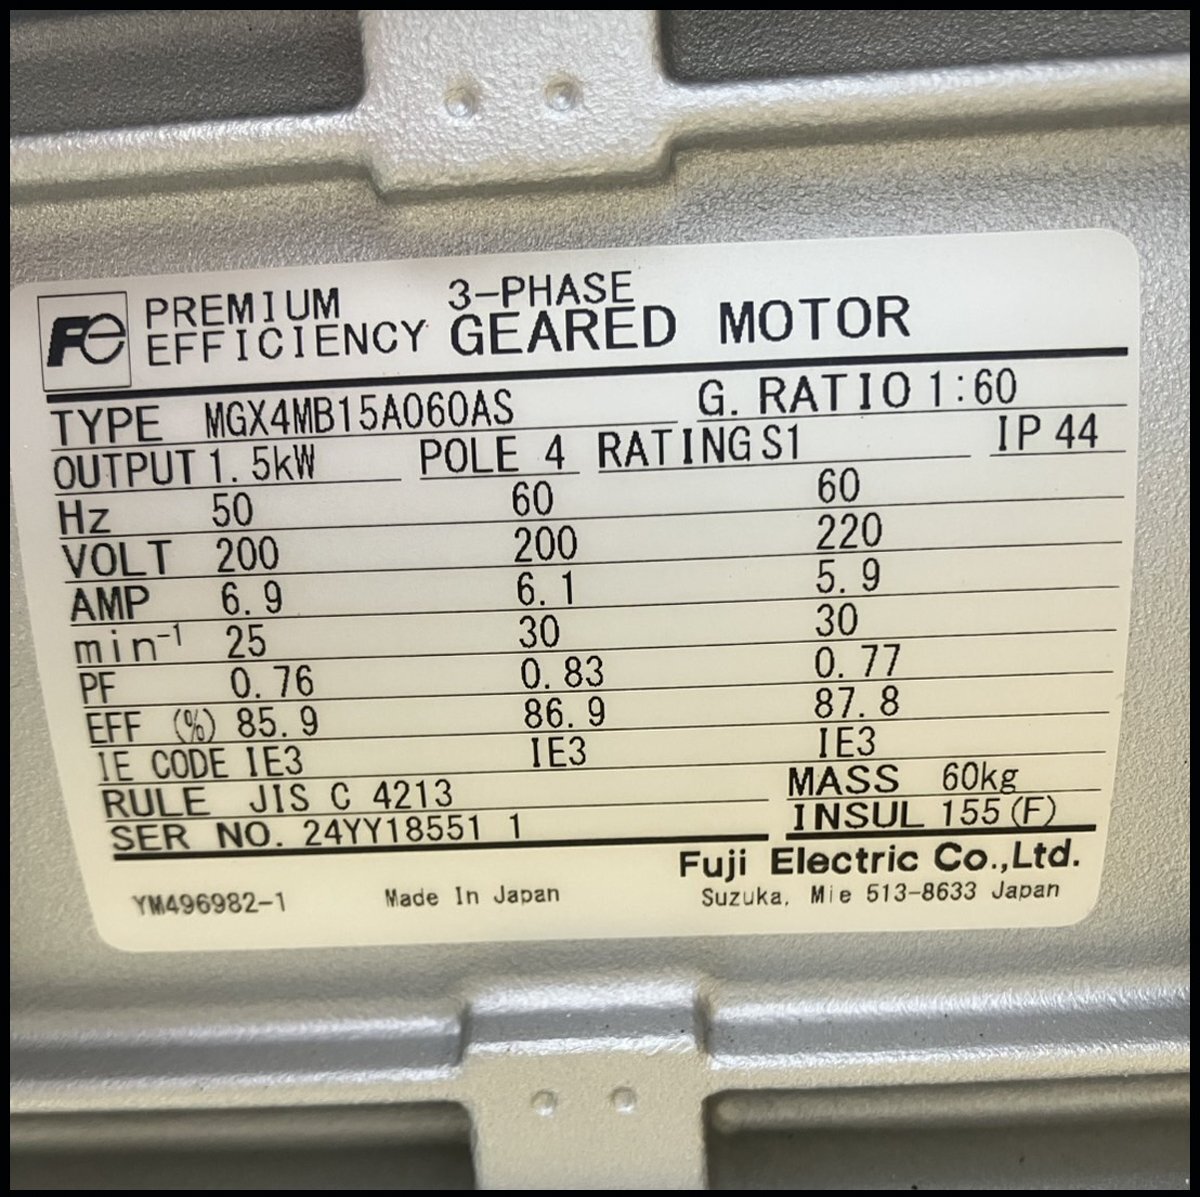 Fe PREMIUM EFFICIENCY 3-PHASE GEARED MOTOR
TYPE MGX4MB15A060AS G. RATIO 1:60
OUTPUT 1.5kW POLE 4 RATING S1 IP 44
Hz 50 60 60
VOLT 200 200 220
AMP 6.9 6.1 5.9
min-1 25 30 30
PF 0.76 0.83 0.77
EFF (%) 85.9 86.9 87.8
IE CODE IE3 IE3 IE3
RULE JIS C 4213 MASS 60kg
SER NO. 24YY18551 1 INSUL 155(F)
Fuji Electric Co.,Ltd.
YM496982-1 Made In Japan Suzuka, Mie 513-8633 Japan